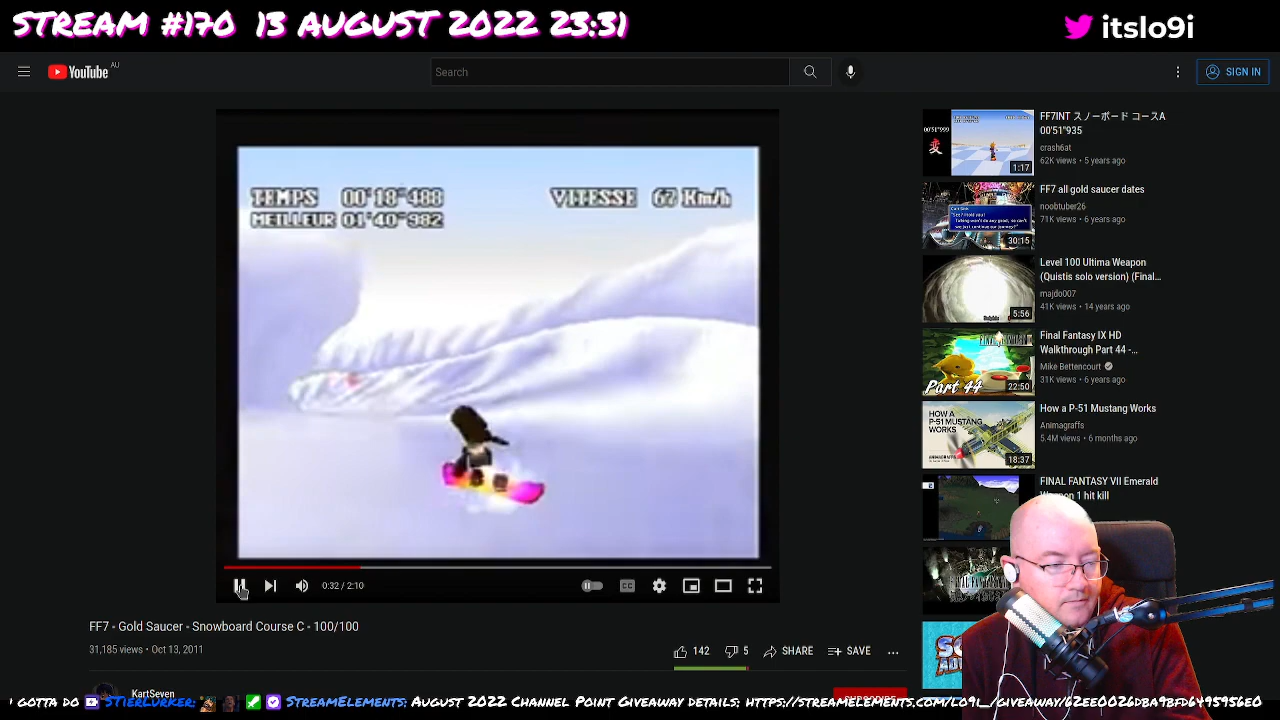 STREAM #170 13 AUGUST 2022 23:31
itslo9i
YouTube AU
Search
SIGN IN
TEMPS 00'18"488
VITESSE 67 Km/h
MEILLEUR 01'40"982
0:32 / 2:10
CC
FF7 - Gold Saucer - Snowboard Course C - 100/100
31,185 views • Oct 13, 2011
142
5
SHARE
SAVE
KartSeven
SUBSCRIBE
00'51"999
1:17
FF7INT スノーボード コースA
00'51"935
crash6at
62K views • 5 years ago
30:15
FF7 all gold saucer dates
noobtuber26
71K views • 6 years ago
5:56
Level 100 Ultima Weapon
(Quistis solo version) (Final...
majdo007
41K views • 14 years ago
Part 44
22:50
Final Fantasy IX HD
Walkthrough Part 44 -...
Mike Bettencourt
31K views • 6 years ago
HOW A
P-51 MUSTANG
WORKS
18:37
How a P-51 Mustang Works
Animagraffs
5.4M views • 6 months ago
FINAL FANTASY VII Emerald
1 hit kill
I GOTTA DO STIERLURKER: STREAMELEMENTS: AUGUST 2022 CHANNEL POINT GIVEAWAY DETAILS: